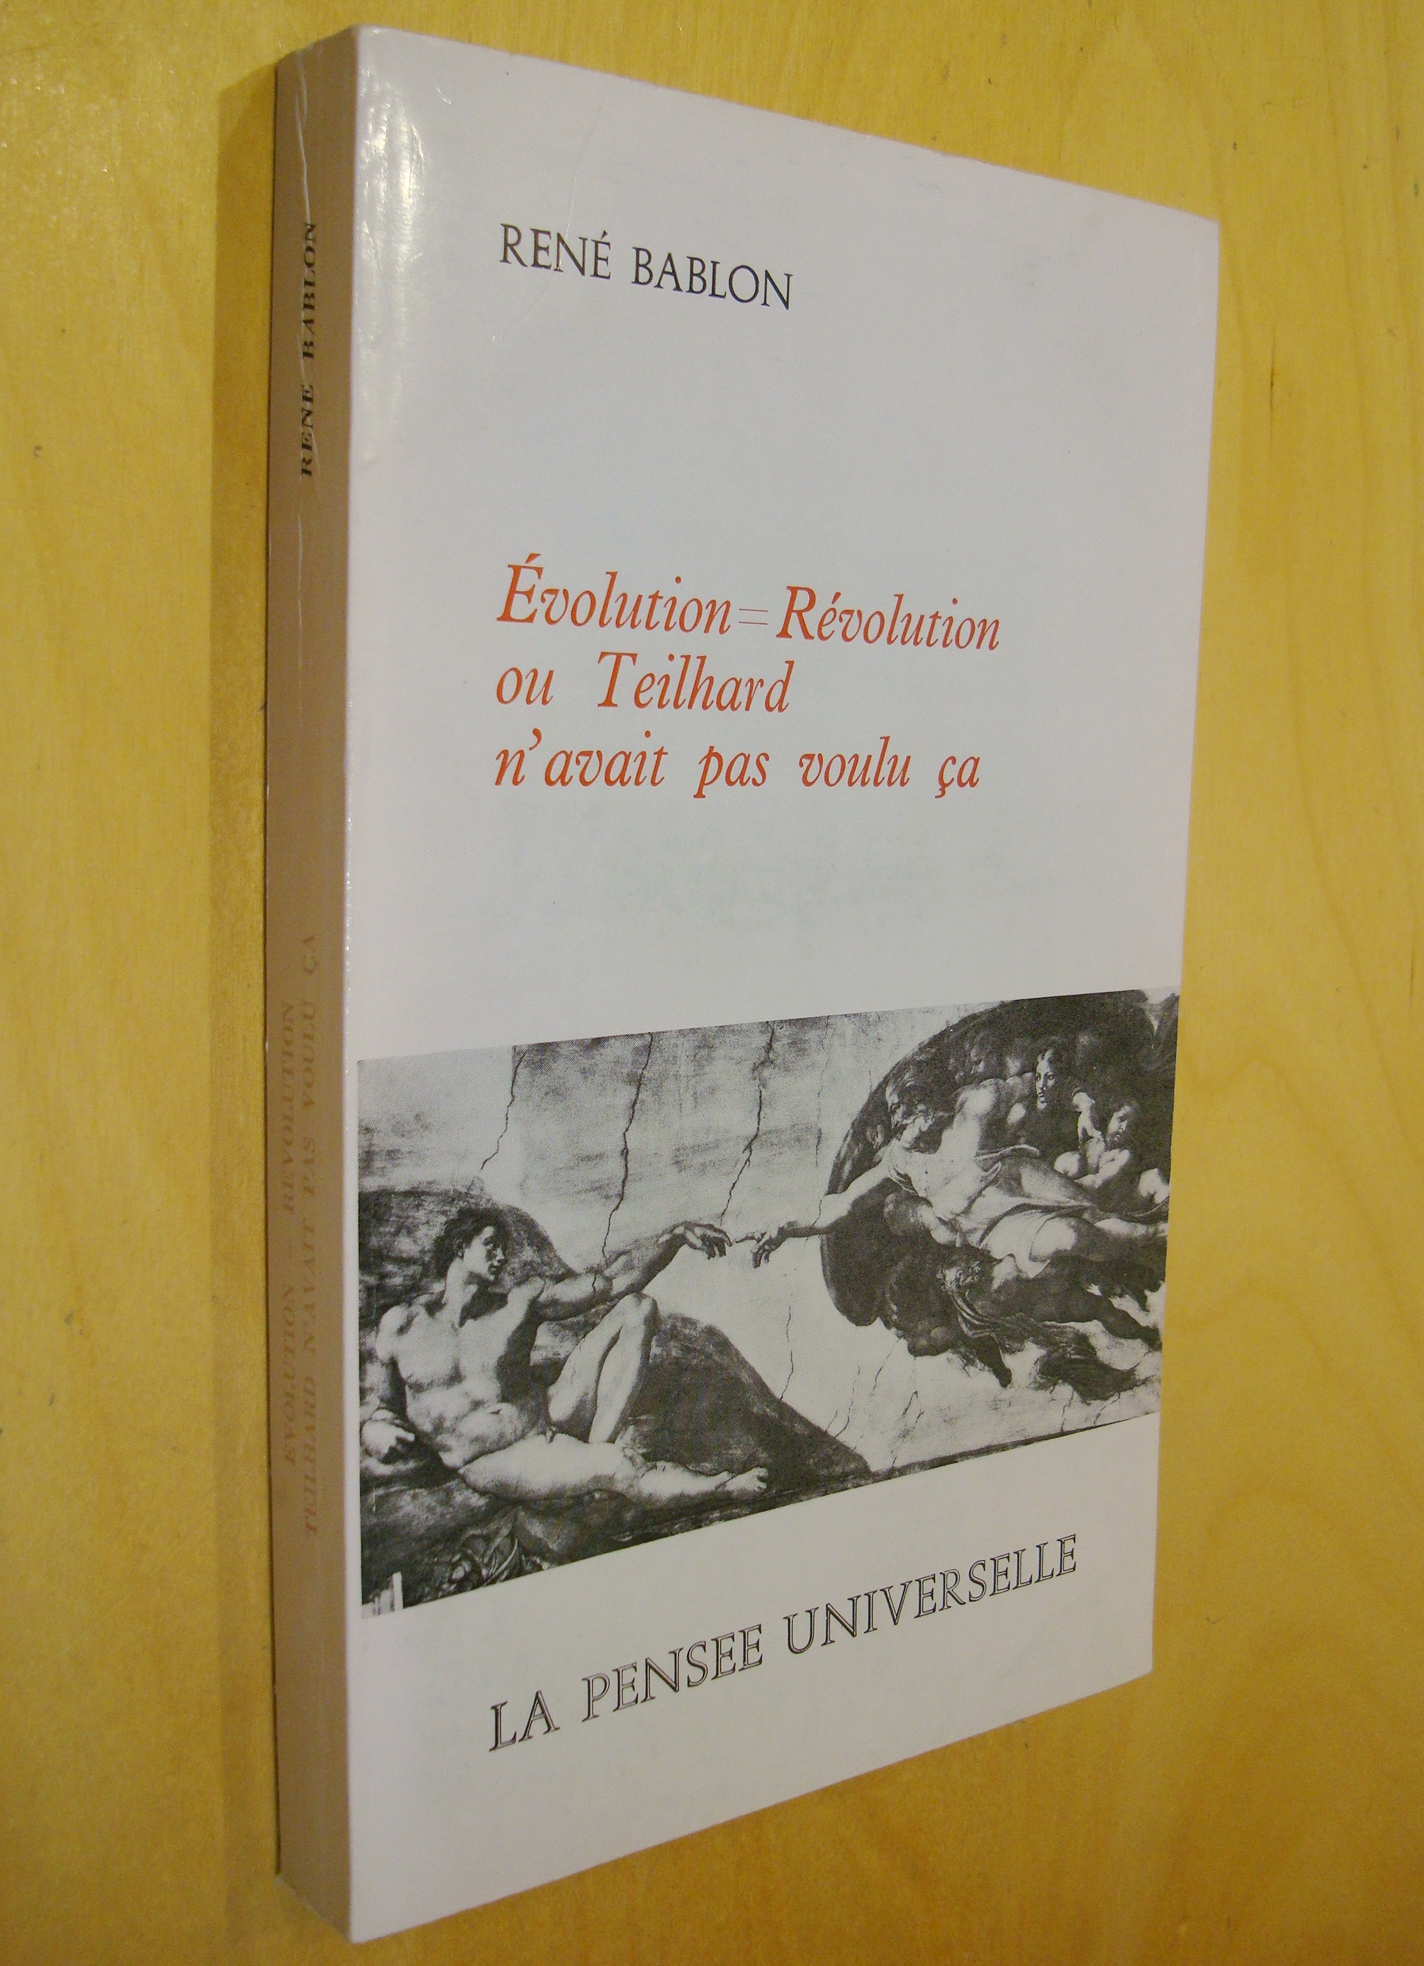 RENÉ BABLON
Évolution = Révolution
ou Teilhard
n'avait pas voulu ça
LA PENSEE UNIVERSELLE
RENÉ BABLON
ÉVOLUTION = RÉVOLUTION
TEILHARD N'AVAIT PAS VOULU ÇA